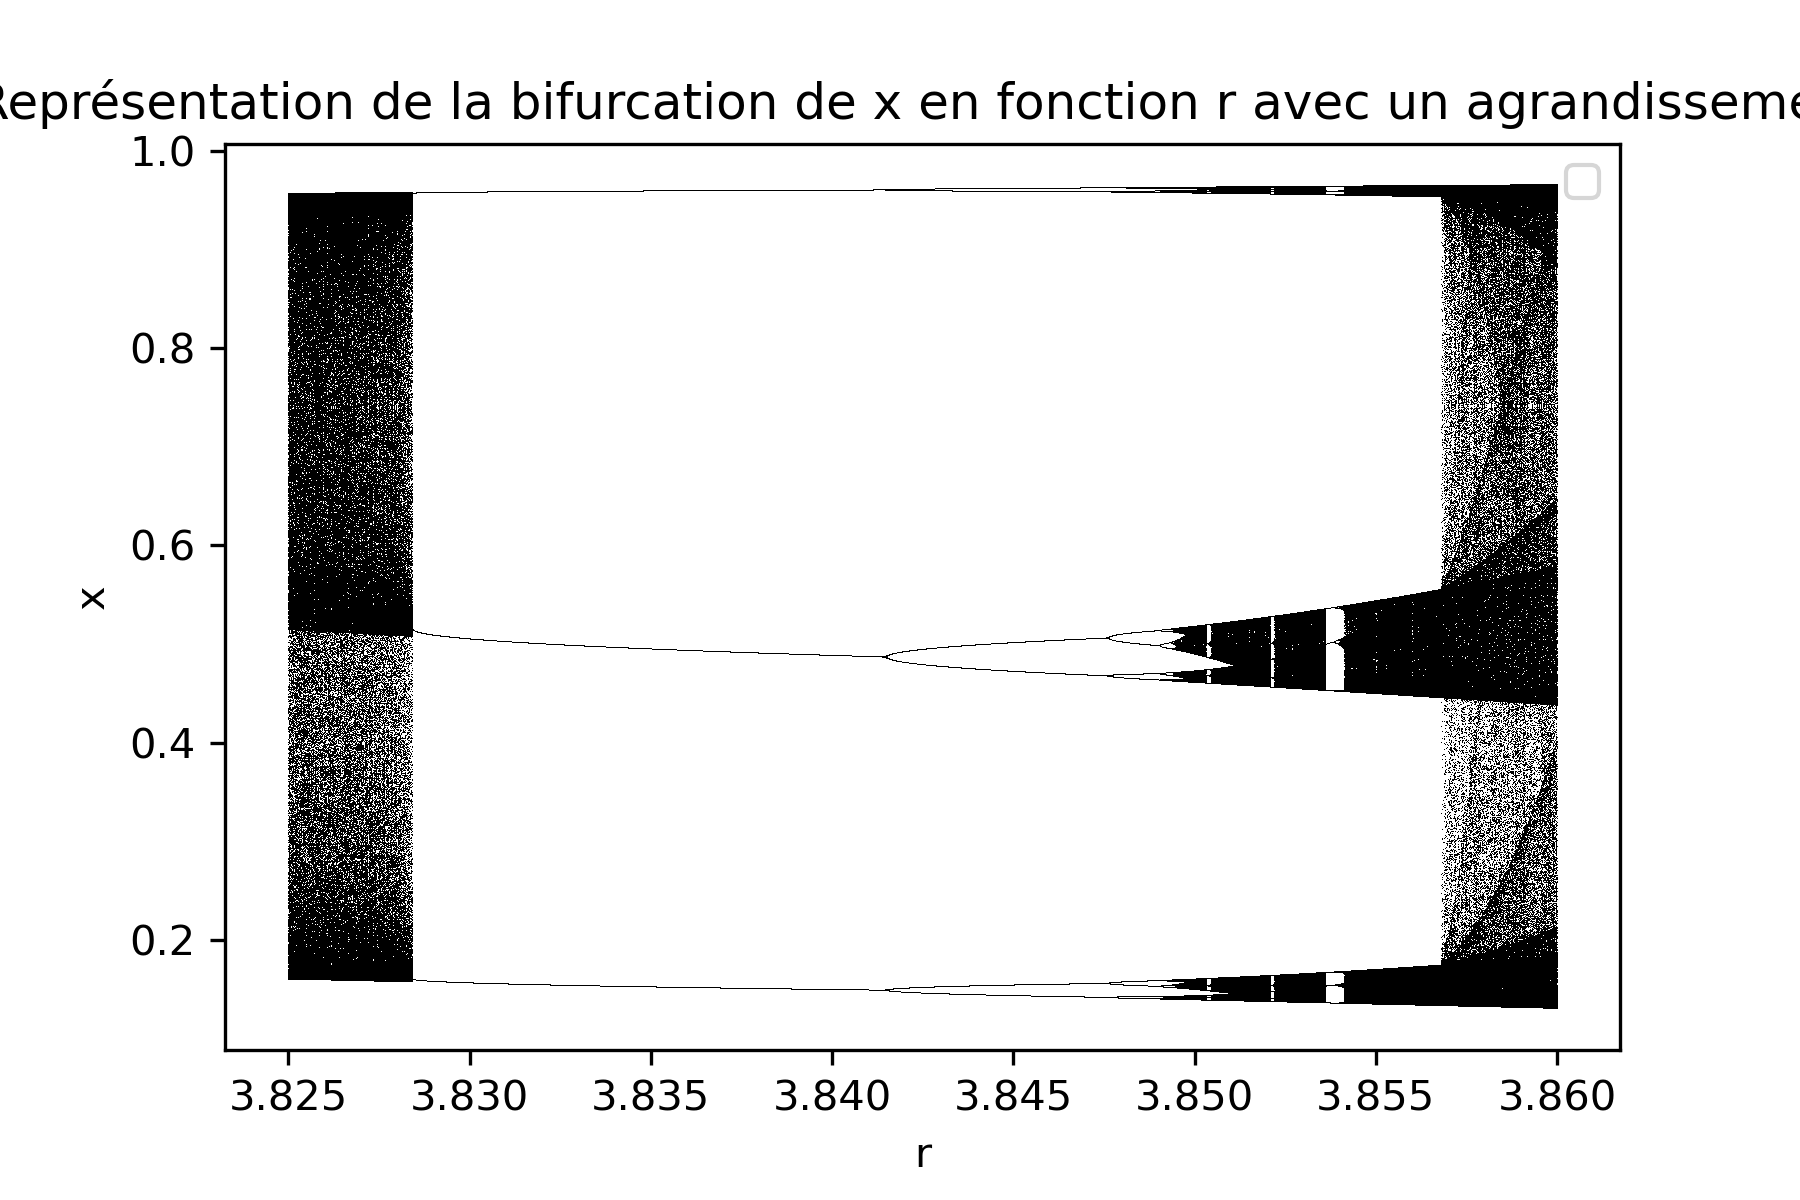 Représentation de la bifurcation de x en fonction r avec un agrandisseme
1.0
0.8
0.6
0.4
0.2
x
3.825 3.830 3.835 3.840 3.845 3.850 3.855 3.860
r